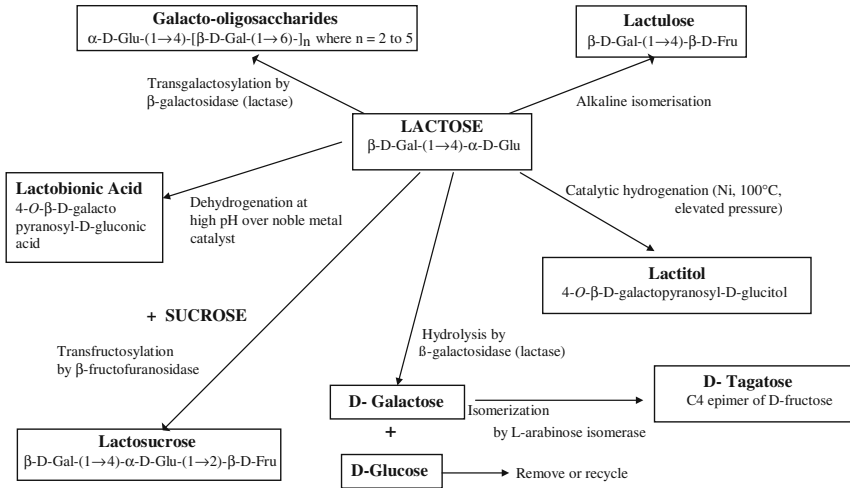 Galacto-oligosaccharides
α-D-Glu-(1→4)-[β-D-Gal-(1→6)-]n where n = 2 to 5
Lactulose
β-D-Gal-(1→4)-β-D-Fru
Transgalactosylation by
β-galactosidase (lactase)
Alkaline isomerisation
LACTOSE
β-D-Gal-(1→4)-α-D-Glu
Lactobionic Acid
4-O-β-D-galacto
pyranosyl-D-gluconic
acid
Dehydrogenation at
high pH over noble metal
catalyst
Catalytic hydrogenation (Ni, 100°C,
elevated pressure)
Lactitol
4-O-β-D-galactopyranosyl-D-glucitol
+ SUCROSE
Transfructosylation
by β-fructofuranosidase
Hydrolysis by
ß-galactosidase (lactase)
D- Galactose
Isomerization
by L-arabinose isomerase
D- Tagatose
C4 epimer of D-fructose
+
Lactosucrose
β-D-Gal-(1→4)-α-D-Glu-(1→2)-β-D-Fru
D-Glucose
Remove or recycle